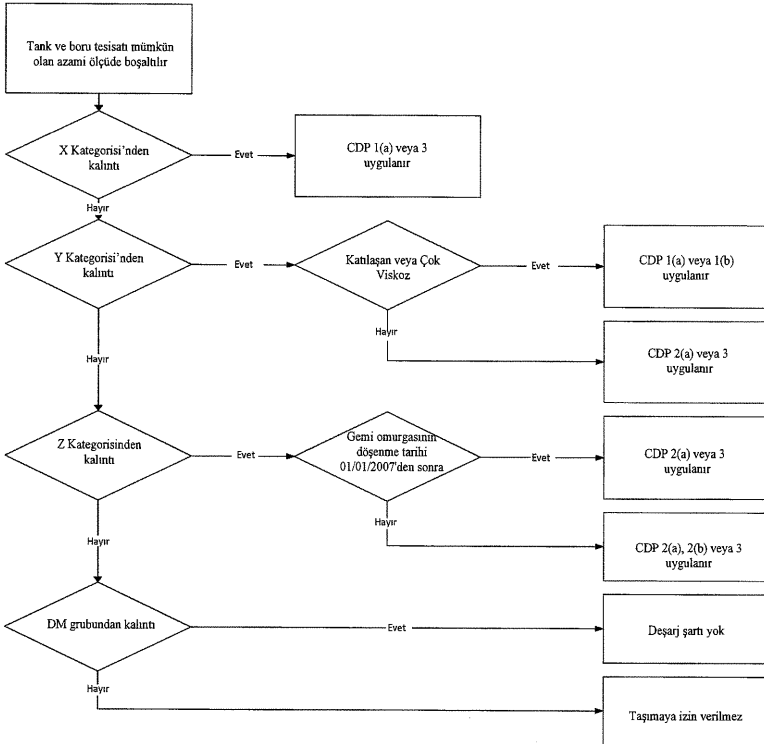 Tank ve boru tesisatı mümkün
olan azami ölçüde boşaltılır
X Kategorisi'nden
kalıntı
Evet
CDP 1(a) veya 3
uygulanır
Hayır
Y Kategorisi'nden
kalıntı
Evet
Katılaşan veya Çok
Viskoz
Evet
CDP 1(a) veya 1(b)
uygulanır
Hayır
CDP 2(a) veya 3
uygulanır
Hayır
Z Kategorisinden
kalıntı
Evet
Gemi omurgasının
döşenme tarihi
01/01/2007'den sonra
Evet
CDP 2(a) veya 3
uygulanır
Hayır
CDP 2(a), 2(b) veya 3
uygulanır
Hayır
DM grubundan kalıntı
Evet
Deşarj şartı yok
Hayır
Taşımaya izin verilmez